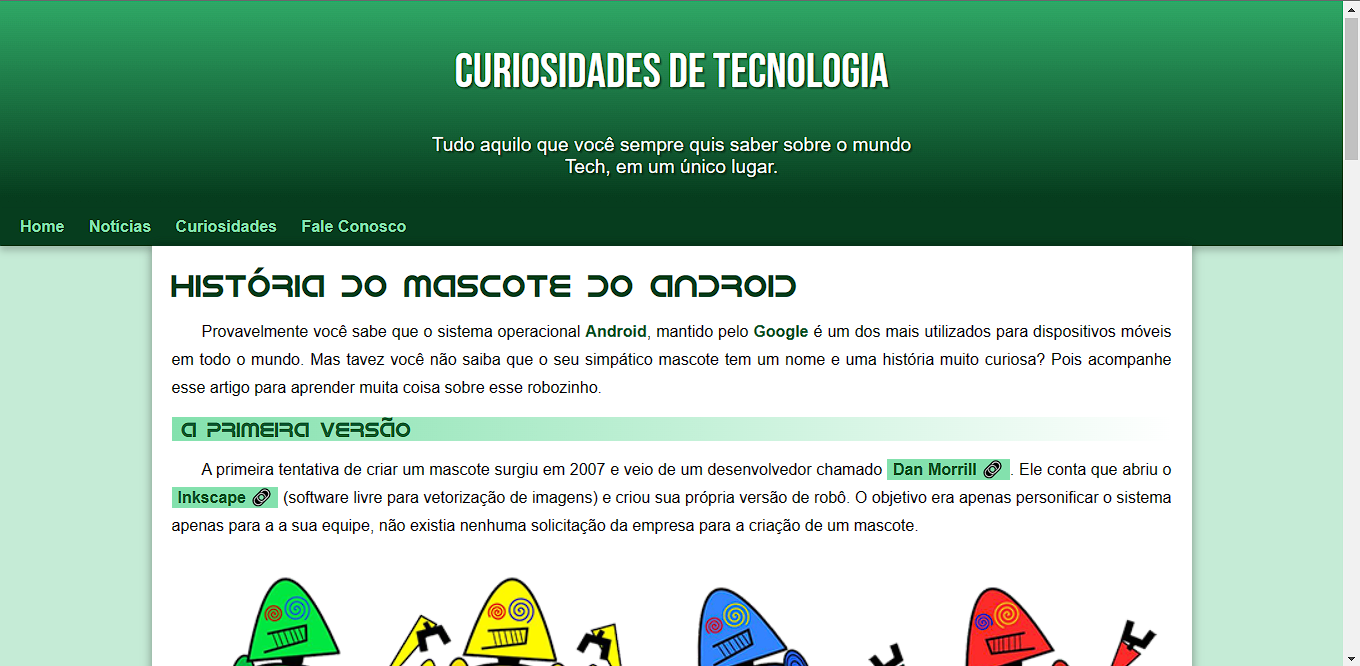 CURIOSIDADES DE TECNOLOGIA
Tudo aquilo que você sempre quis saber sobre o mundo
Tech, em um único lugar.
Home Notícias Curiosidades Fale Conosco
História do Mascote do Android
Provavelmente você sabe que o sistema operacional Android, mantido pelo Google é um dos mais utilizados para dispositivos móveis
em todo o mundo. Mas tavez você não saiba que o seu simpático mascote tem um nome e uma história muito curiosa? Pois acompanhe
esse artigo para aprender muita coisa sobre esse robozinho.
A primeira versão
A primeira tentativa de criar um mascote surgiu em 2007 e veio de um desenvolvedor chamado Dan Morrill. Ele conta que abriu o
Inkscape (software livre para vetorização de imagens) e criou sua própria versão de robô. O objetivo era apenas personificar o sistema
apenas para a a sua equipe, não existia nenhuma solicitação da empresa para a criação de um mascote.